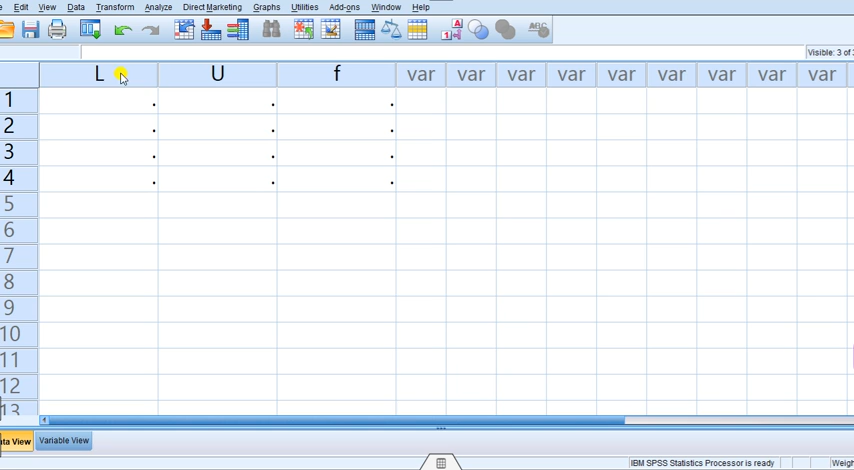 Edit View Data Transform Analyze Direct Marketing Graphs Utilities Add-ons Window Help
Visible: 3 of 3
L U f var var var var var var var var var
1 . . .
2 . . .
3 . . .
4 . . .
5
6
7
8
9
10
11
12
13
Variable View
IBM SPSS Statistics Processor is ready